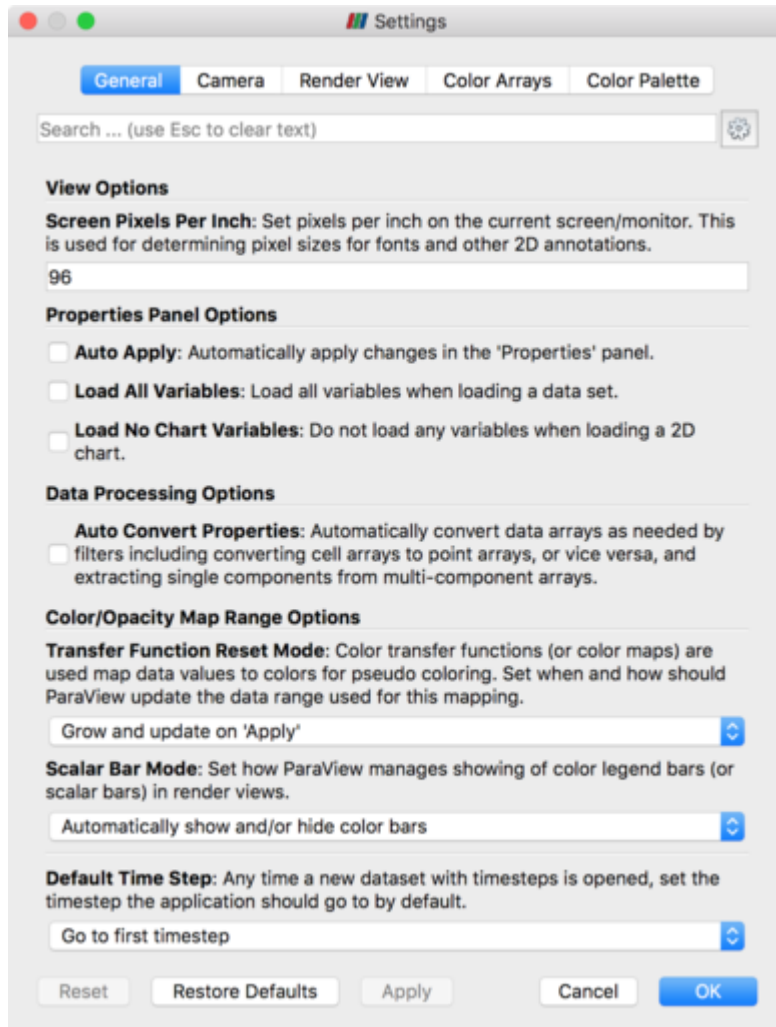 Settings
General Camera Render View Color Arrays Color Palette
Search ... (use Esc to clear text)
View Options
Screen Pixels Per Inch: Set pixels per inch on the current screen/monitor. This
is used for determining pixel sizes for fonts and other 2D annotations.
96
Properties Panel Options
Auto Apply: Automatically apply changes in the 'Properties' panel.
Load All Variables: Load all variables when loading a data set.
Load No Chart Variables: Do not load any variables when loading a 2D
chart.
Data Processing Options
Auto Convert Properties: Automatically convert data arrays as needed by
filters including converting cell arrays to point arrays, or vice versa, and
extracting single components from multi-component arrays.
Color/Opacity Map Range Options
Transfer Function Reset Mode: Color transfer functions (or color maps) are
used map data values to colors for pseudo coloring. Set when and how should
ParaView update the data range used for this mapping.
Grow and update on 'Apply'
Scalar Bar Mode: Set how ParaView manages showing of color legend bars (or
scalar bars) in render views.
Automatically show and/or hide color bars
Default Time Step: Any time a new dataset with timesteps is opened, set the
timestep the application should go to by default.
Go to first timestep
Reset Restore Defaults Apply Cancel OK